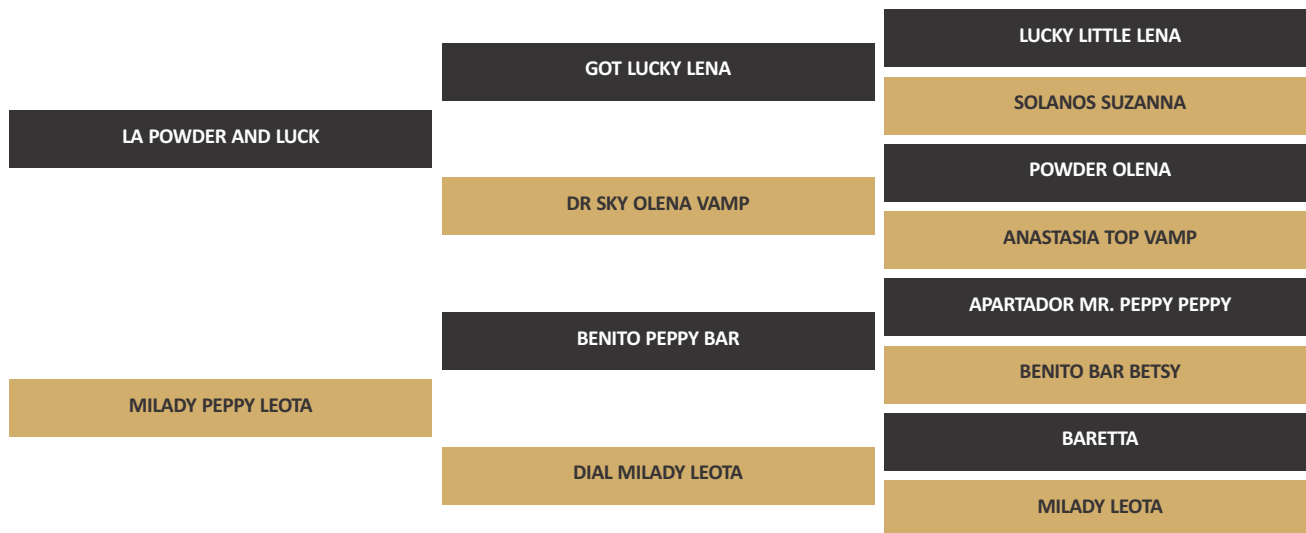 LUCKY LITTLE LENA
GOT LUCKY LENA
SOLANOS SUZANNA
LA POWDER AND LUCK
POWDER OLENA
DR SKY OLENA VAMP
ANASTASIA TOP VAMP
APARTADOR MR. PEPPY PEPPY
BENITO PEPPY BAR
BENITO BAR BETSY
MILADY PEPPY LEOTA
BARETTA
DIAL MILADY LEOTA
MILADY LEOTA